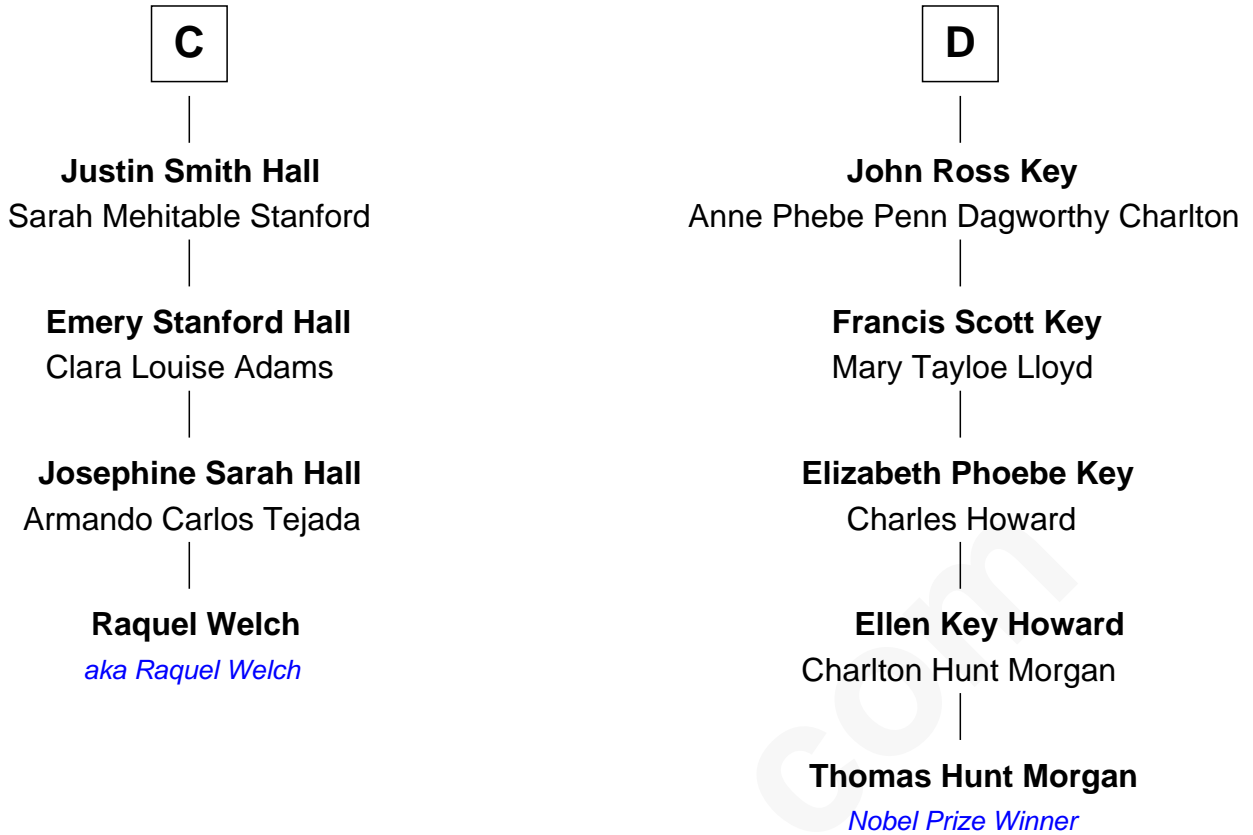 C
Justin Smith Hall
Sarah Mehitable Stanford
Emery Stanford Hall
Clara Louise Adams
Josephine Sarah Hall
Armando Carlos Tejada
Raquel Welch
aka Raquel Welch
D
John Ross Key
Anne Phebe Penn Dagworthy Charlton
Francis Scott Key
Mary Tayloe Lloyd
Elizabeth Phoebe Key
Charles Howard
Ellen Key Howard
Charlton Hunt Morgan
Thomas Hunt Morgan
Nobel Prize Winner
com